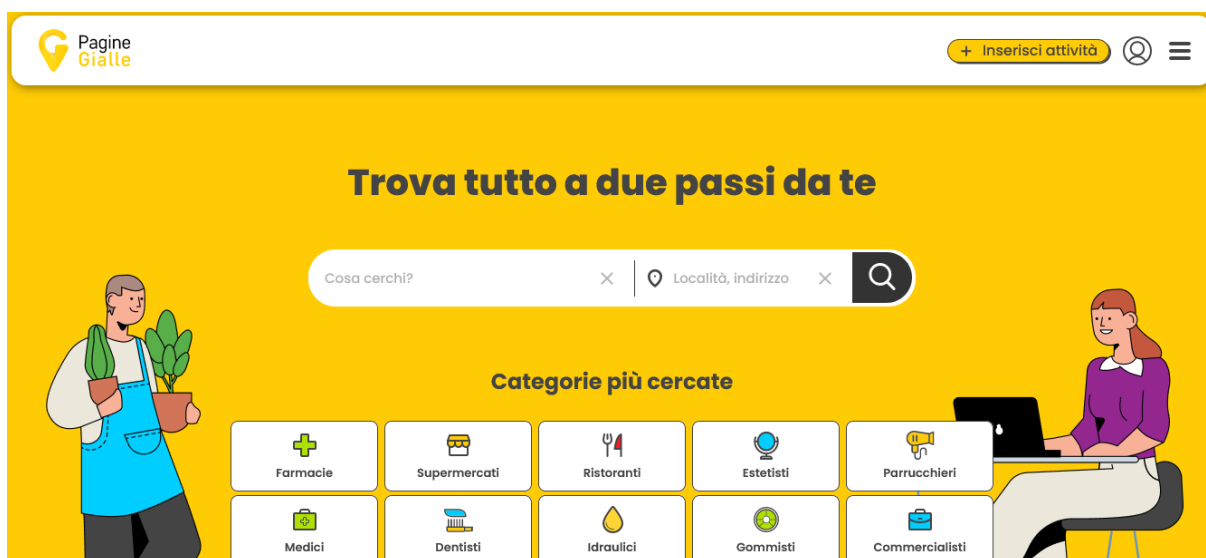 Pagine
Gialle
+ Inserisci attività
Trova tutto a due passi da te
Cosa cerchi?
Località, indirizzo
Categorie più cercate
Farmacie
Supermercati
Ristoranti
Estetisti
Parrucchieri
Medici
Dentisti
Idraulici
Gommisti
Commercialisti